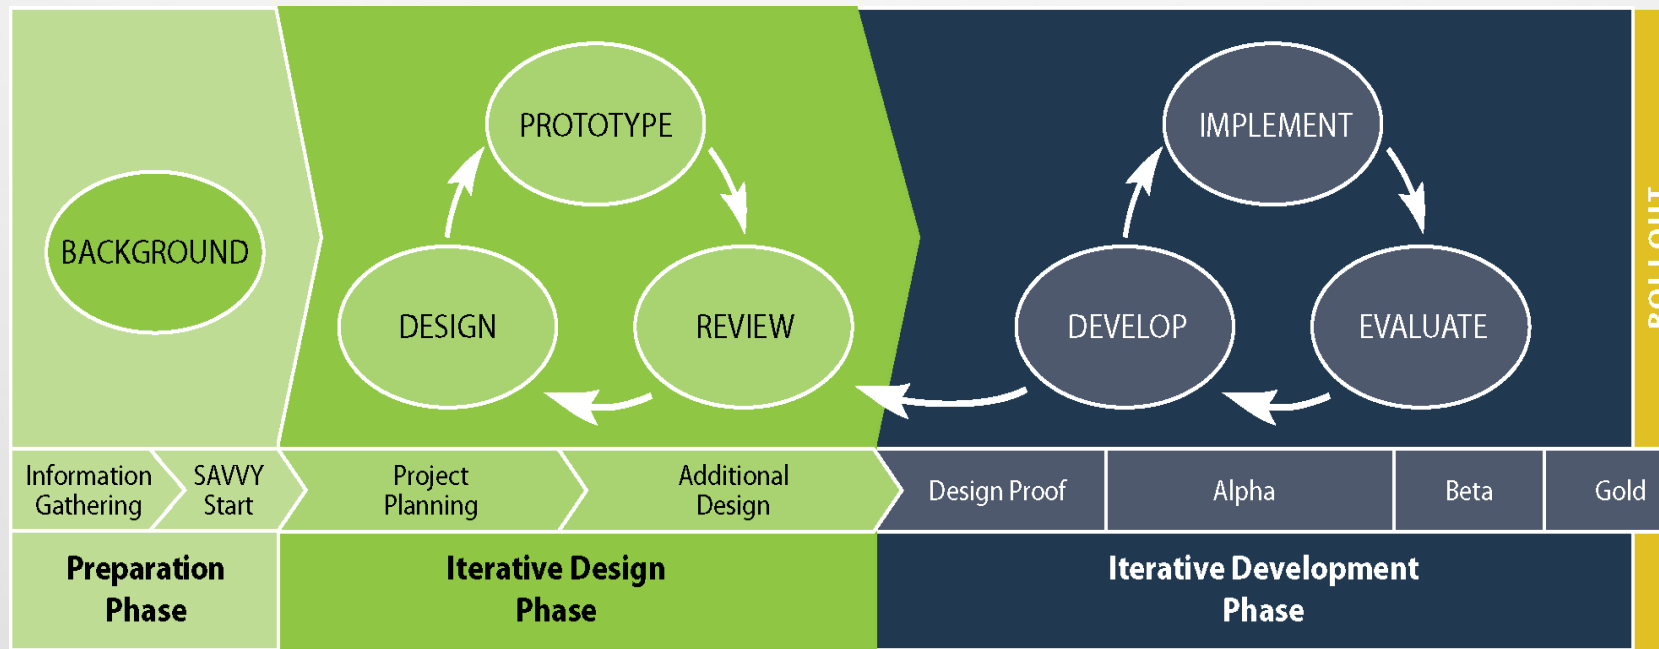 PROTOTYPE
IMPLEMENT
BACKGROUND
DESIGN
REVIEW
DEVELOP
EVALUATE
ROLLOUT
Information
Gathering
SAVVY
Start
Project
Planning
Additional
Design
Design Proof
Alpha
Beta
Gold
Preparation
Phase
Iterative Design
Phase
Iterative Development
Phase